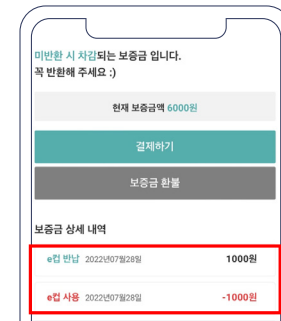 미반환 시 차감되는 보증금 입니다.
꼭 반환해 주세요 :)
현재 보증금액 6000원
결제하기
보증금 환불
보증금 상세 내역
e컵 반납 2022년07월28일 1000원
e컵 사용 2022년07월28일 -1000원